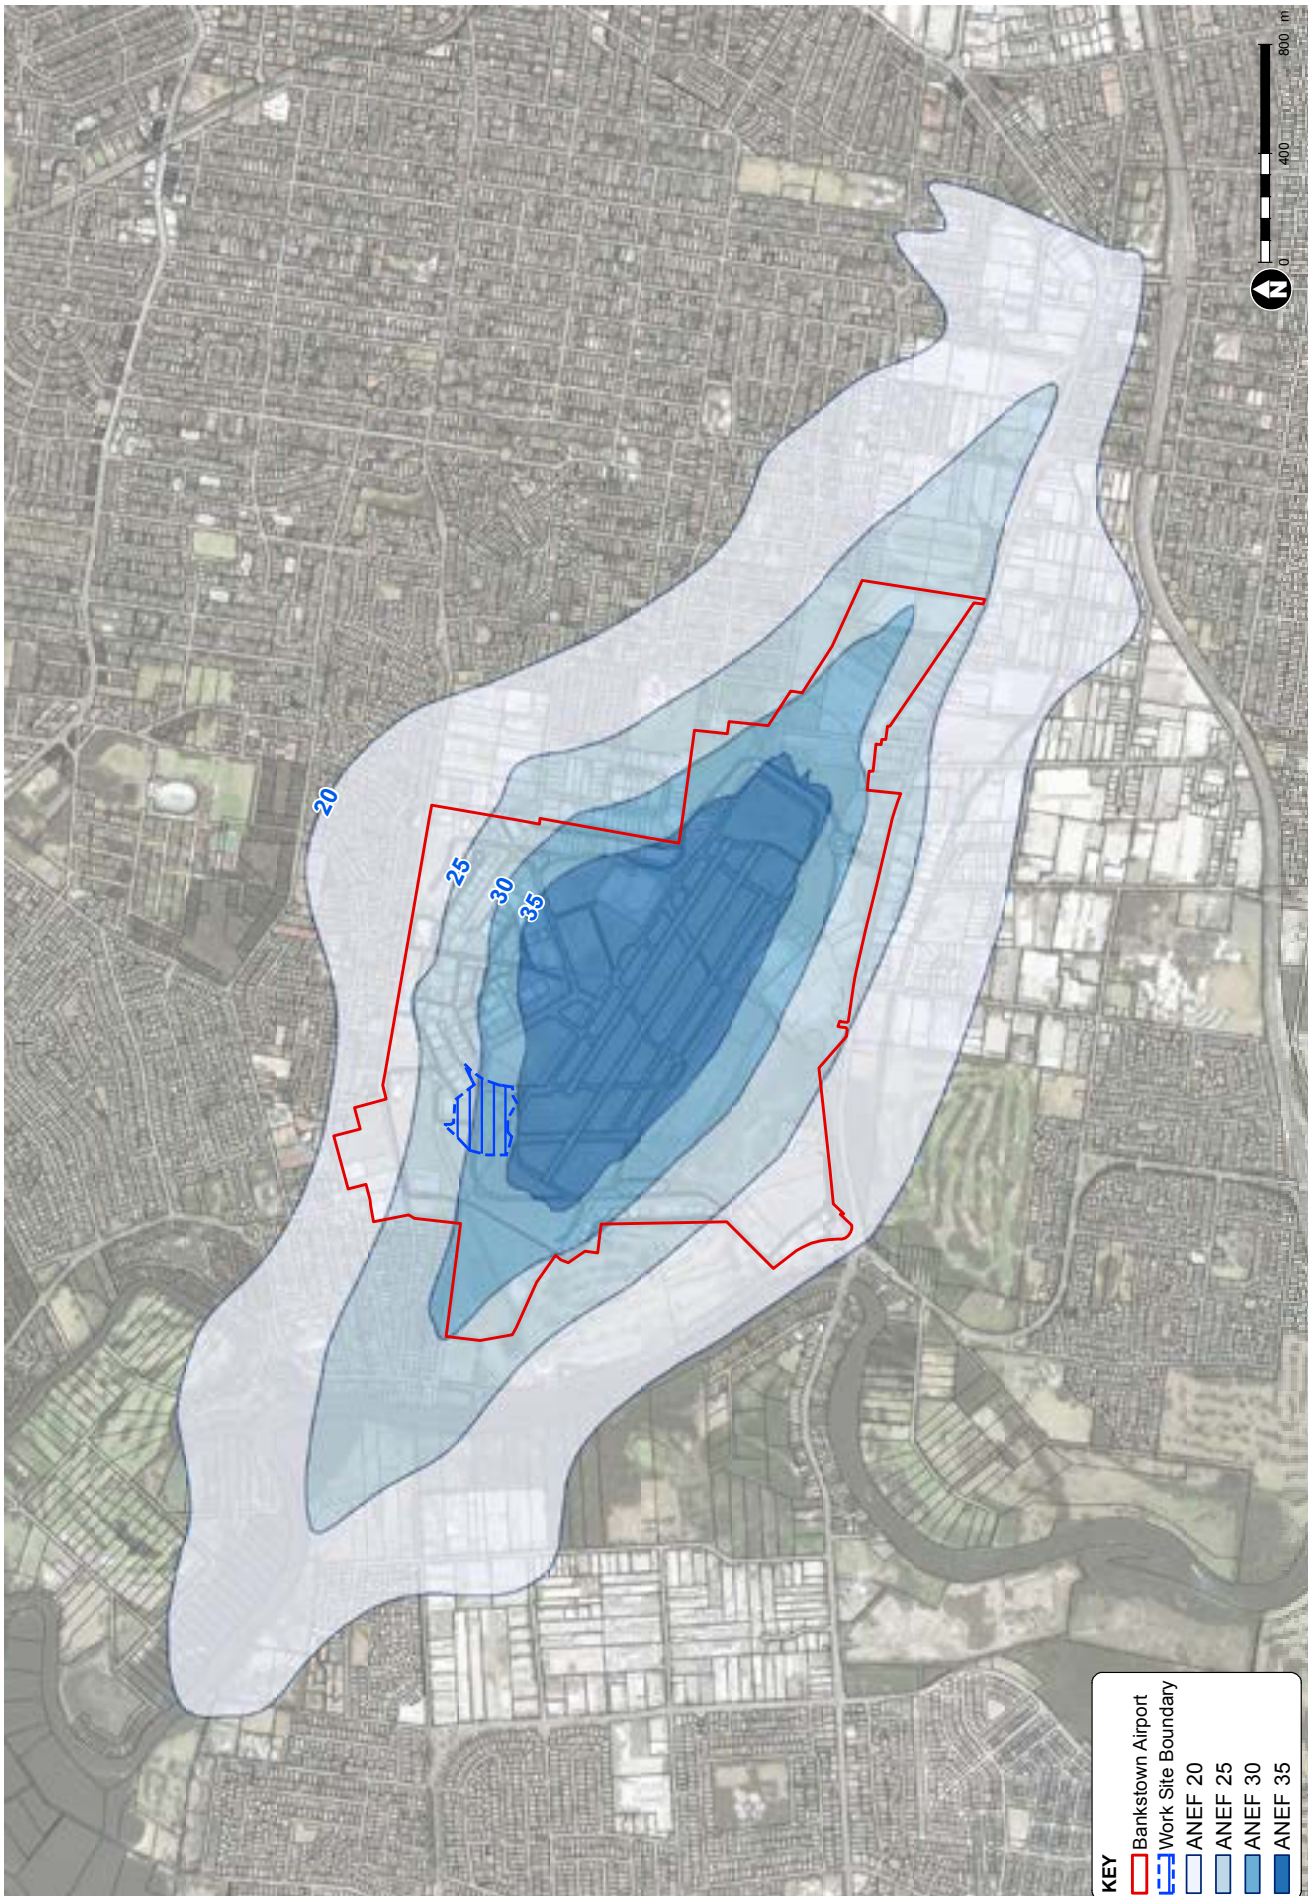 20
25
30
35
N
0 400 800 m
KEY
Bankstown Airport
Work Site Boundary
ANEF 20
ANEF 25
ANEF 30
ANEF 35